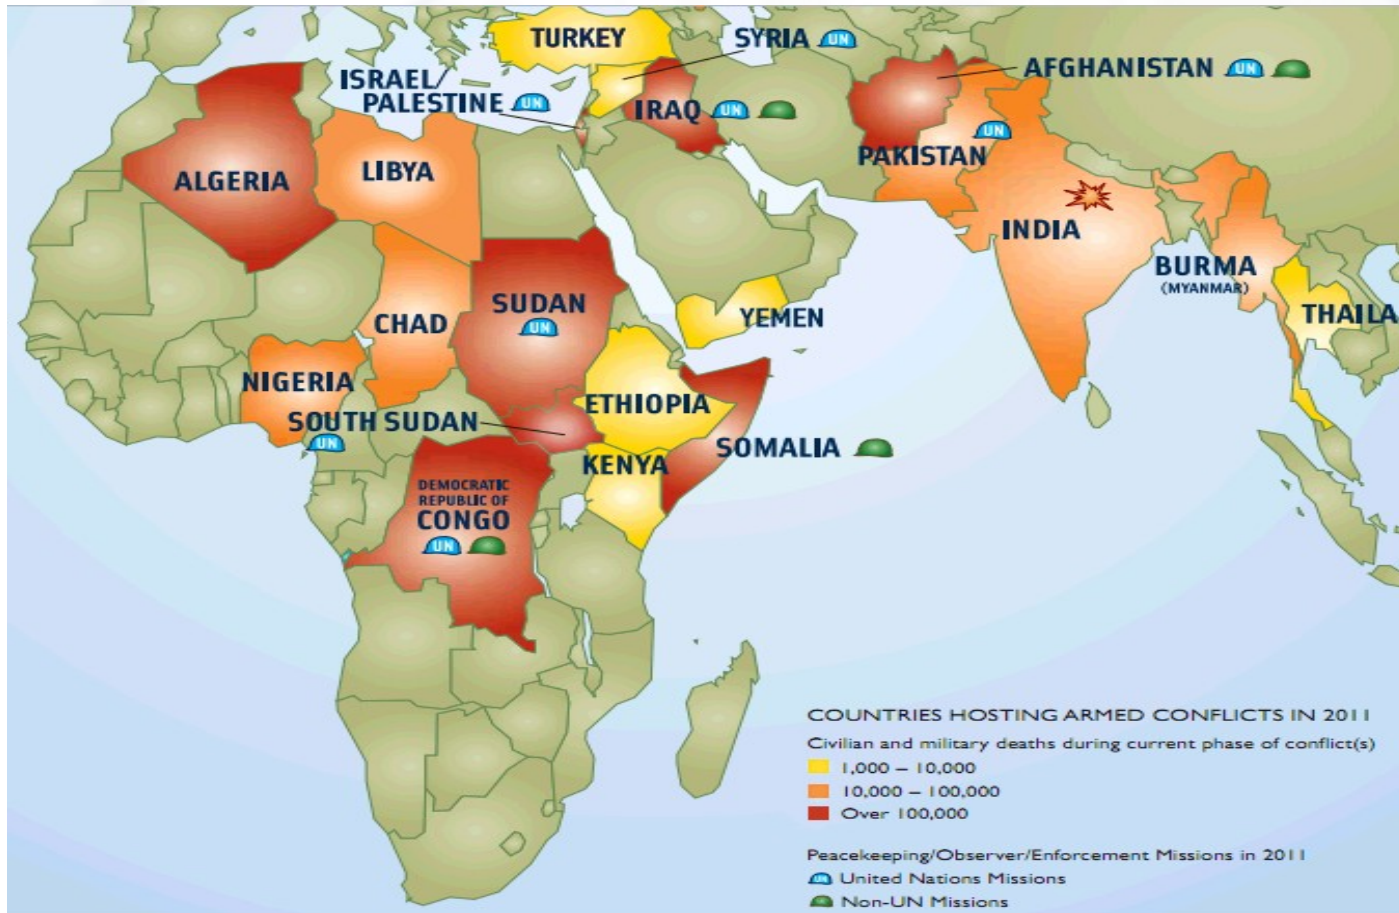 TURKEY
SYRIA UN
ISRAEL/
PALESTINE UN
IRAQ UN
AFGHANISTAN UN
UN
PAKISTAN
ALGERIA
LIBYA
INDIA
BURMA
(MYANMAR)
THAILA
CHAD
SUDAN
UN
YEMEN
NIGERIA
SOUTH SUDAN
UN
ETHIOPIA
SOMALIA
KENYA
DEMOCRATIC
REPUBLIC OF
CONGO
UN
COUNTRIES HOSTING ARMED CONFLICTS IN 2011
Civilian and military deaths during current phase of conflict(s)
1,000 – 10,000
10,000 – 100,000
Over 100,000
Peacekeeping/Observer/Enforcement Missions in 2011
UN United Nations Missions
Non-UN Missions